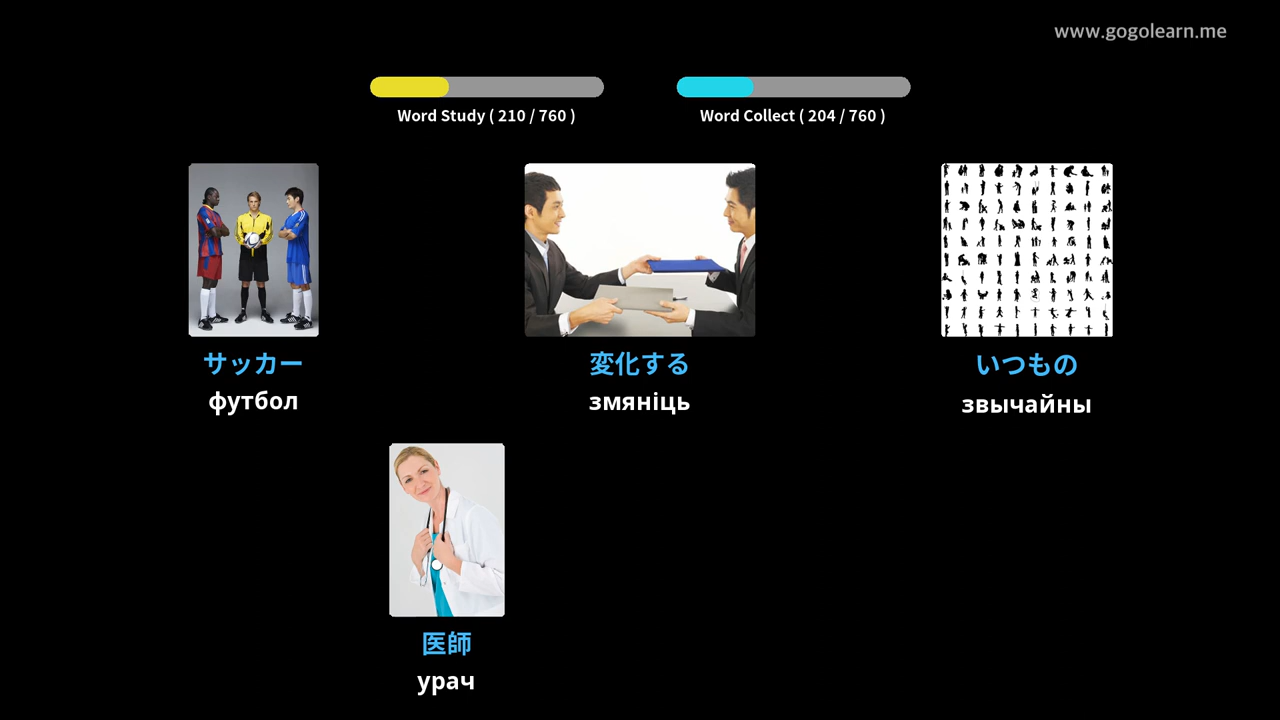 www.gogolearn.me
Word Study ( 210 / 760 )
Word Collect ( 204 / 760 )
サッカー
футбол
変化する
змяніць
いつもの
звычайны
医師
урач